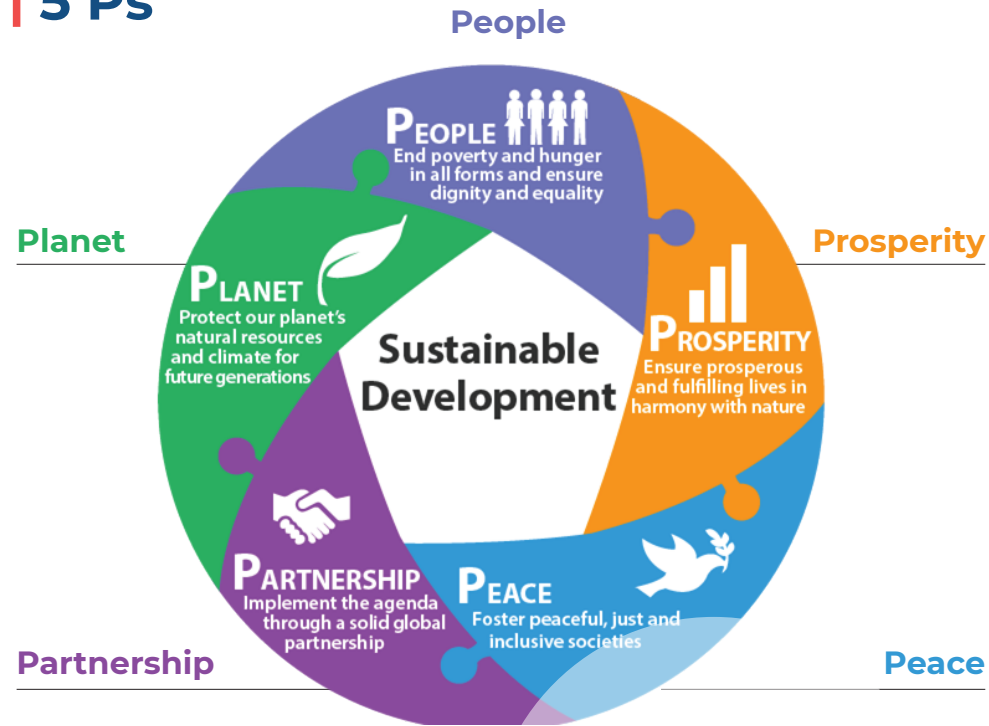 5 Ps
People
PEOPLE
End poverty and hunger
in all forms and ensure
dignity and equality
Planet
Prosperity
PLANET
Protect our planet's
natural resources
and climate for
future generations
PROSPERITY
Ensure prosperous
and fulfilling lives in
harmony with nature
Sustainable
Development
PARTNERSHIP
Implement the agenda
through a solid global
partnership
PEACE
Foster peaceful, just and
inclusive societies
Partnership
Peace